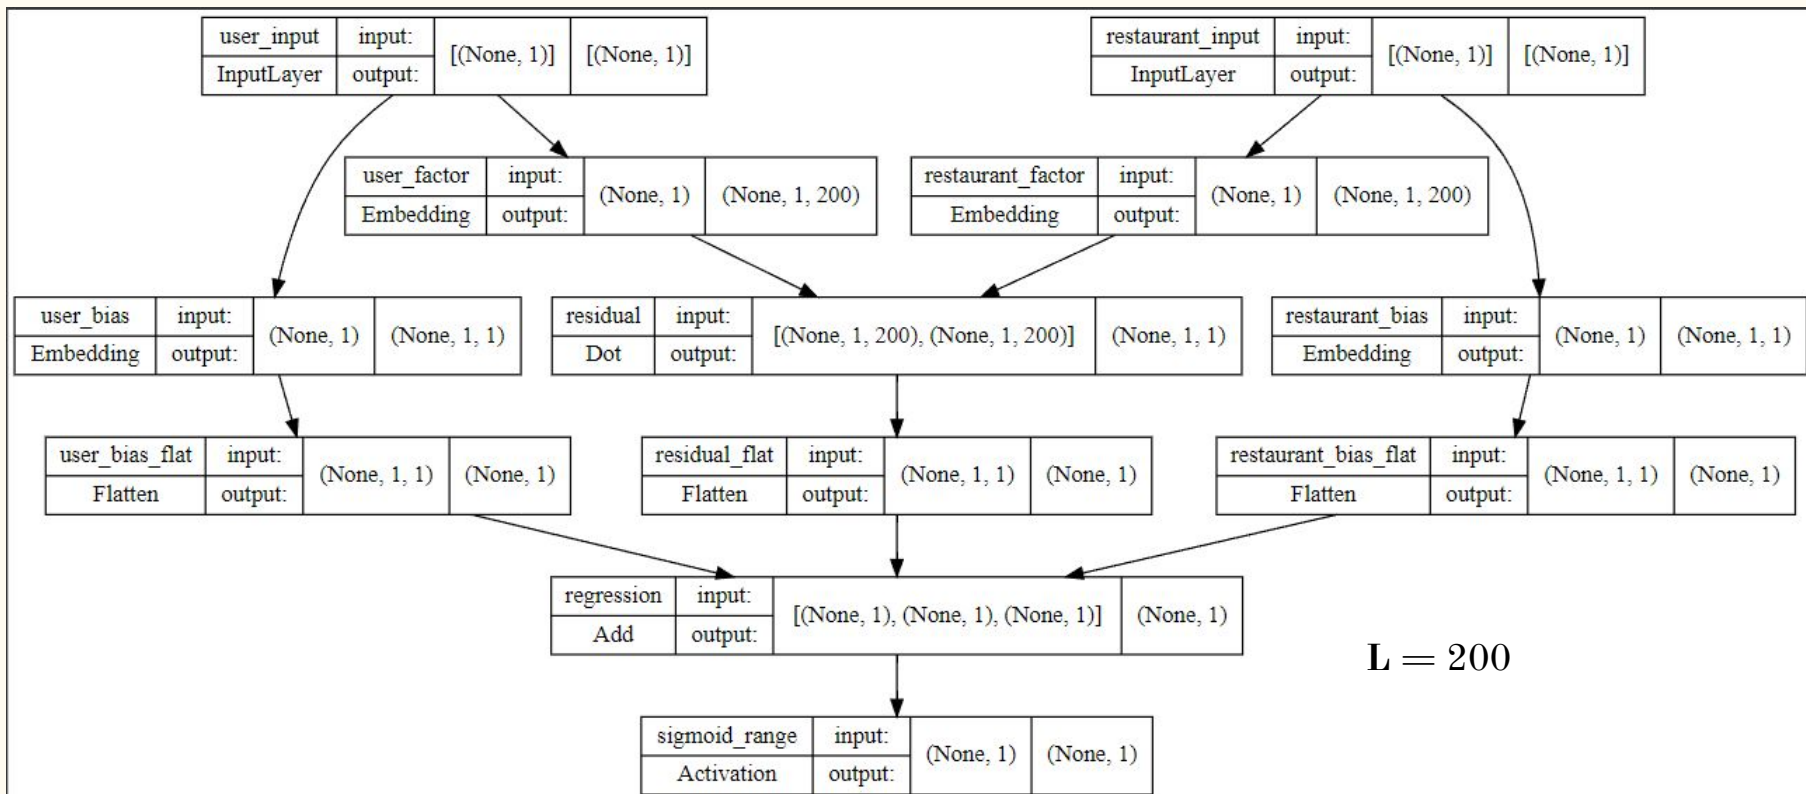 user_input input: [(None, 1)] [(None, 1)]
InputLayer output:
restaurant_input input: [(None, 1)] [(None, 1)]
InputLayer output:
user_factor input: (None, 1) (None, 1, 200)
Embedding output:
restaurant_factor input: (None, 1) (None, 1, 200)
Embedding output:
user_bias input: (None, 1) (None, 1, 1)
Embedding output:
residual input: [(None, 1, 200), (None, 1, 200)] (None, 1, 1)
Dot output:
restaurant_bias input: (None, 1) (None, 1, 1)
Embedding output:
user_bias_flat input: (None, 1, 1) (None, 1)
Flatten output:
residual_flat input: (None, 1, 1) (None, 1)
Flatten output:
restaurant_bias_flat input: (None, 1, 1) (None, 1)
Flatten output:
regression input: [(None, 1), (None, 1), (None, 1)] (None, 1)
Add output:
L = 200
sigmoid_range input: (None, 1) (None, 1)
Activation output: